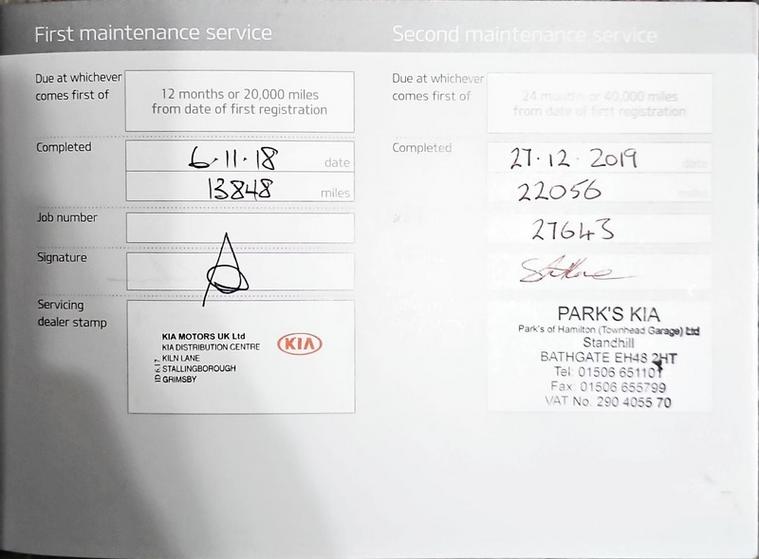 First maintenance service
Due at whichever
comes first of
12 months or 20,000 miles
from date of first registration
Completed
6.11.18 date
13848 miles
Job number
Signature
Servicing
dealer stamp
KIA MOTORS UK Ltd
KIA DISTRIBUTION CENTRE
KILN LANE
STALLINGBOROUGH
GRIMSBY
KIA
Second maintenance service
Due at whichever
comes first of
24 months or 40,000 miles
from date of first registration
Completed
27.12.2019 date
22056 miles
27643
PARK'S KIA
Park's of Hamilton (Townhead Garage) Ltd
Standhill
BATHGATE EH48 2HT
Tel: 01506 651101
Fax: 01506 655799
VAT No. 290 4055 70